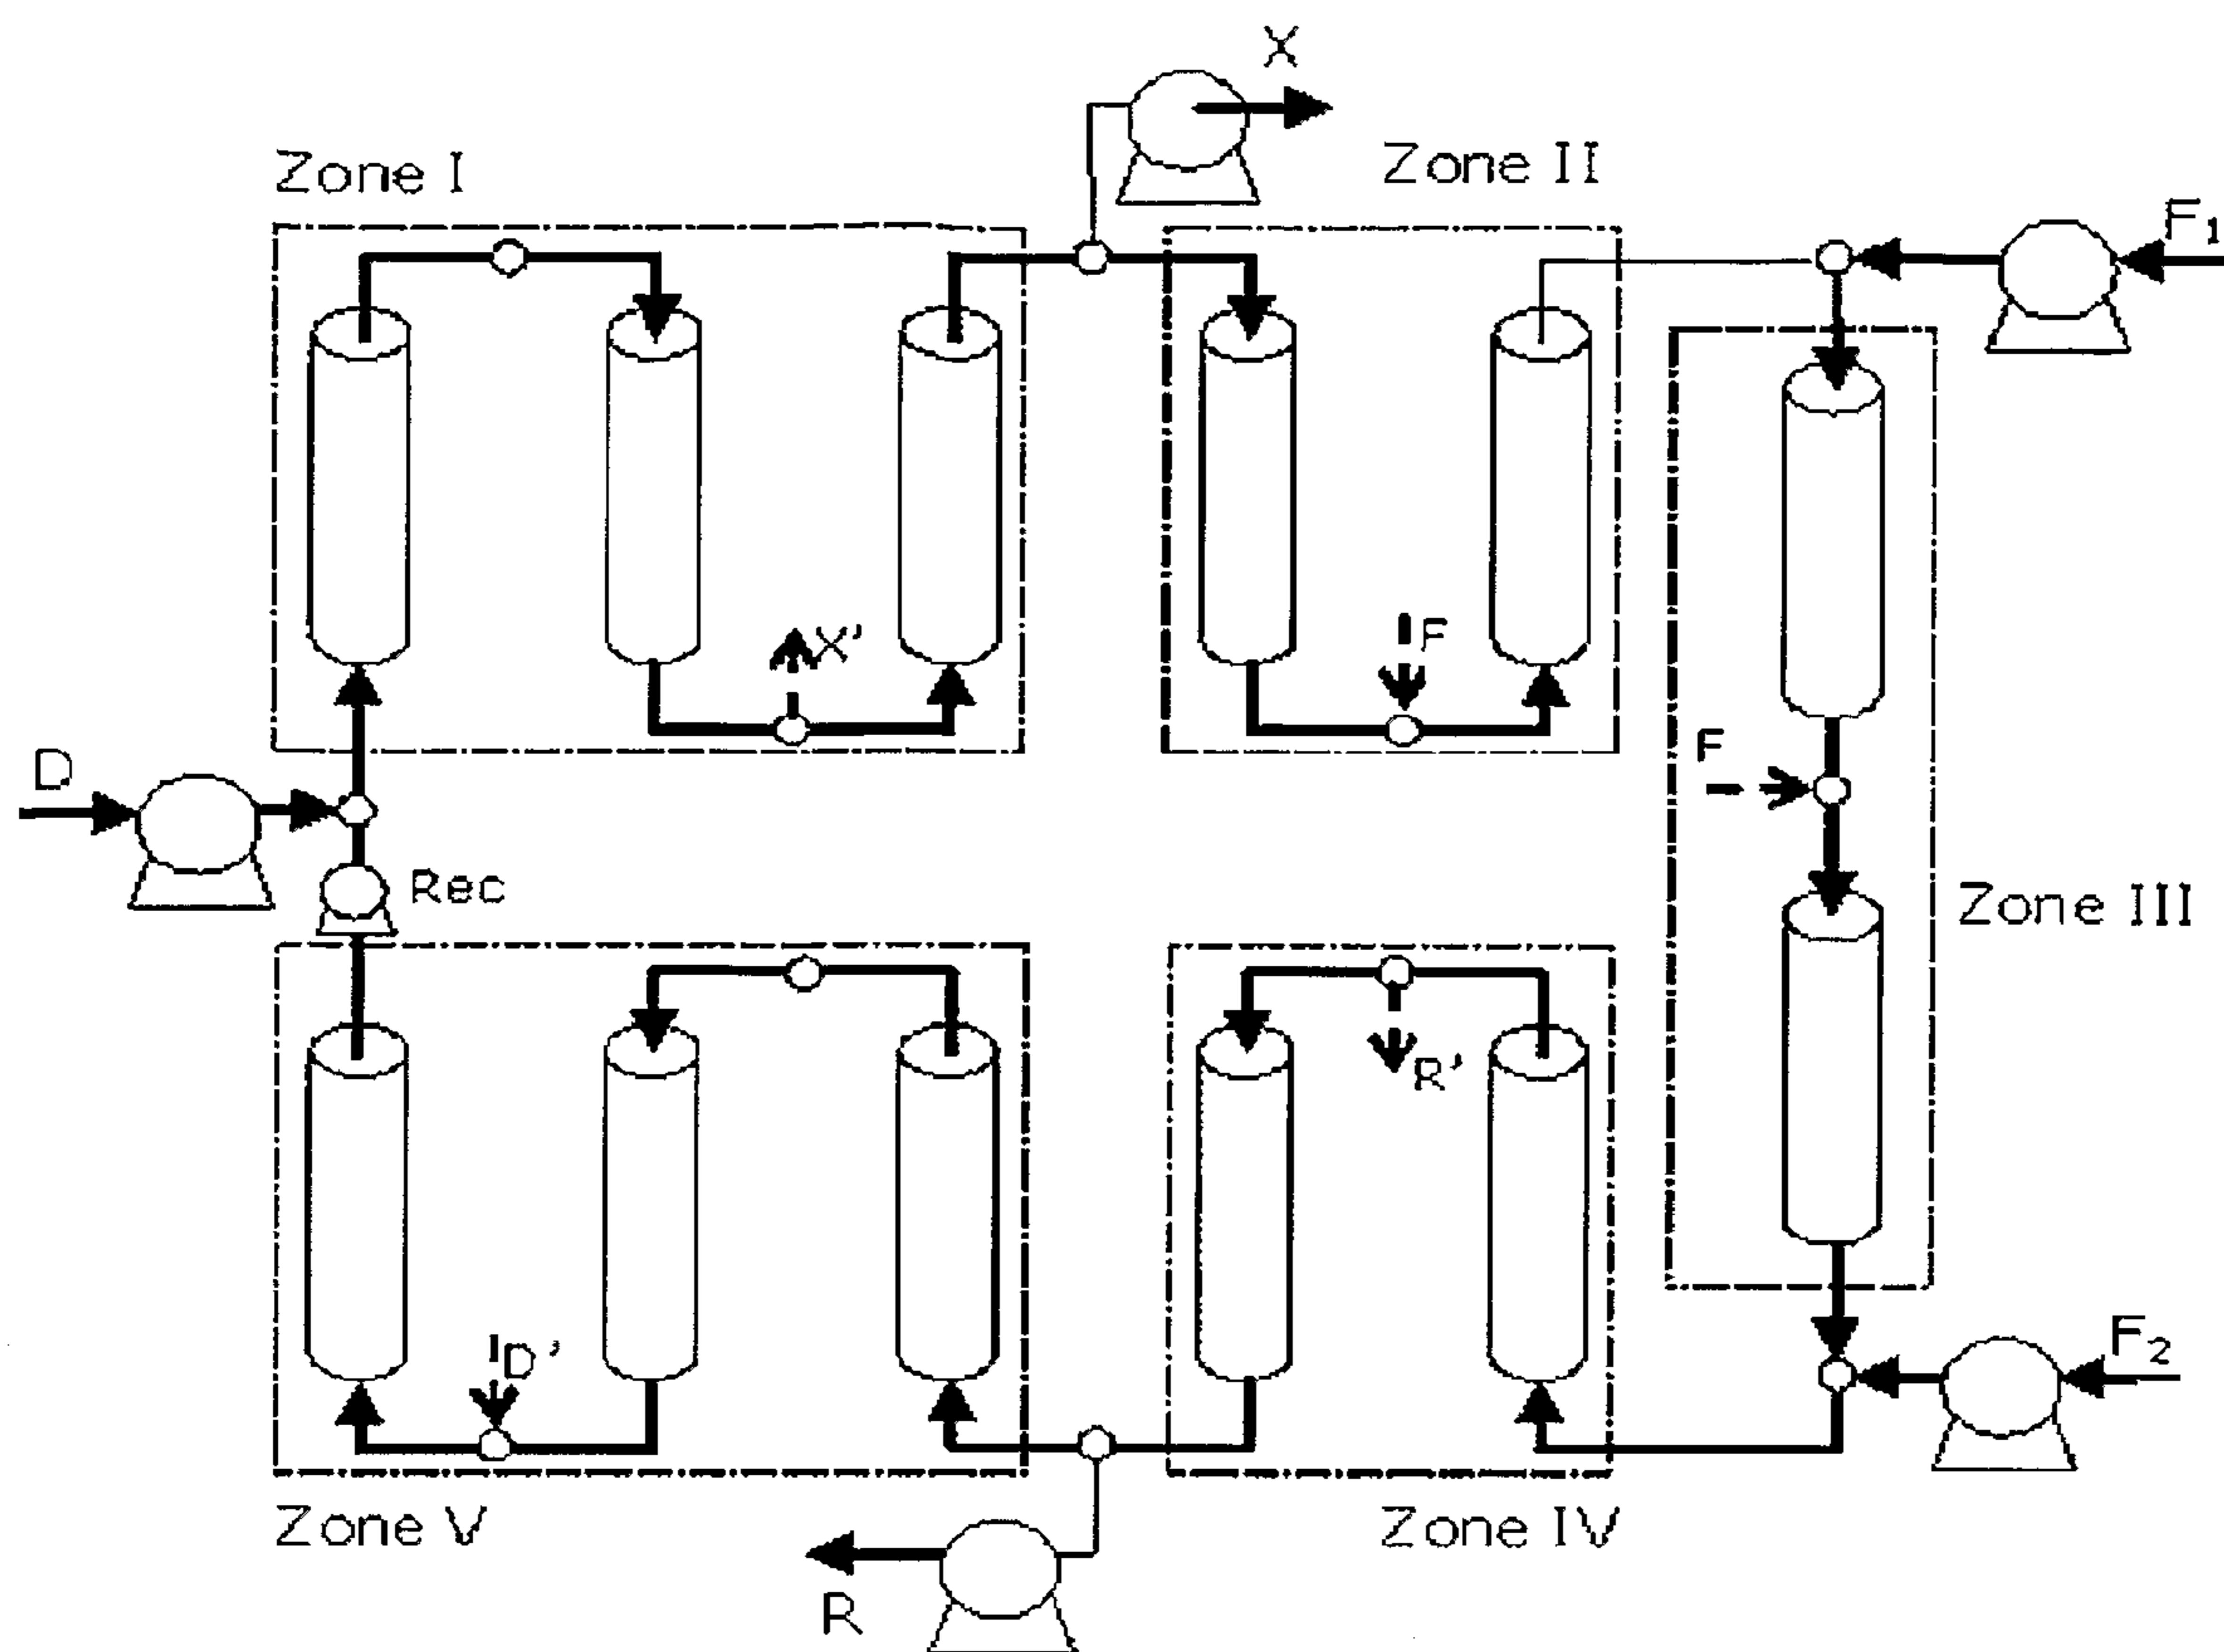 X
Zone I
Zone II
F1
X'
F
D
F
Rec
Zone III
R'
D'
F2
Zone V
Zone IV
R